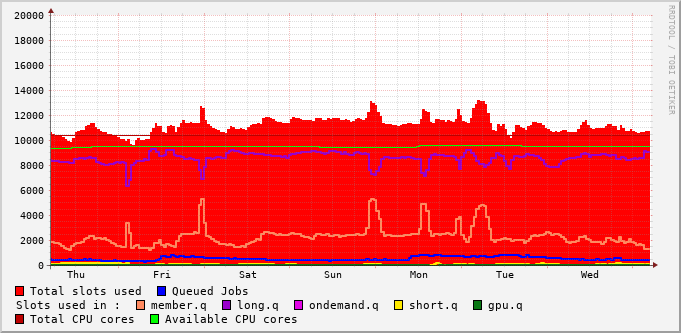 RRDTOOL / TOBI OETIKER
20000
18000
16000
14000
12000
10000
8000
6000
4000
2000
0
Thu Fri Sat Sun Mon Tue Wed
Total slots used Queued Jobs
Slots used in : member.q long.q ondemand.q short.q gpu.q
Total CPU cores Available CPU cores